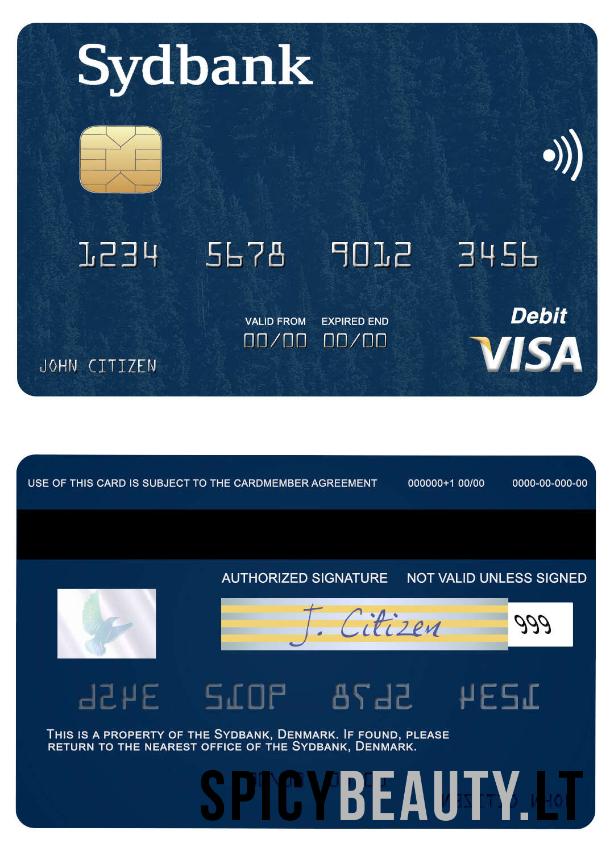 Sydbank
1234 5678 9012 3456
VALID FROM EXPIRED END
00/00 00/00
Debit
VISA
JOHN CITIZEN
USE OF THIS CARD IS SUBJECT TO THE CARDMEMBER AGREEMENT 000000+1 00/00 0000-00-000-00
AUTHORIZED SIGNATURE NOT VALID UNLESS SIGNED
J. Citizen 999
THIS IS A PROPERTY OF THE SYDBANK, DENMARK. IF FOUND, PLEASE
RETURN TO THE NEAREST OFFICE OF THE SYDBANK, DENMARK.
SPICYBEAUTY.LT